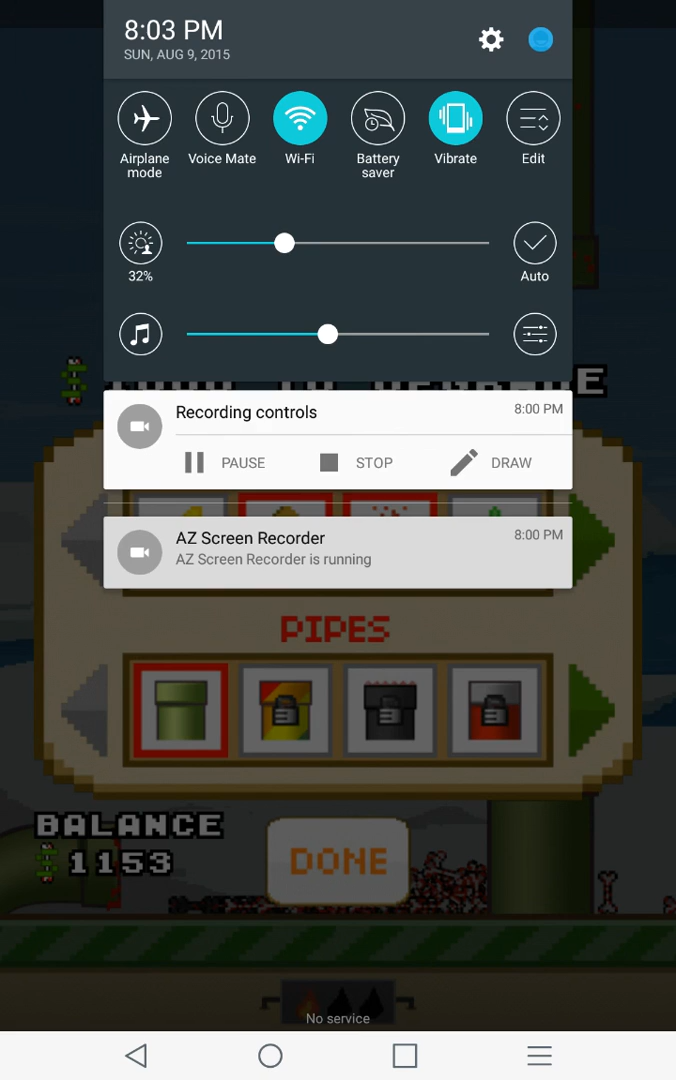 8:03 PM
SUN, AUG 9, 2015
Airplane mode
Voice Mate
Wi-Fi
Battery saver
Vibrate
Edit
32%
Auto
Recording controls
8:00 PM
PAUSE
STOP
DRAW
AZ Screen Recorder
8:00 PM
AZ Screen Recorder is running
PIPES
BALANCE
1153
DONE
No service